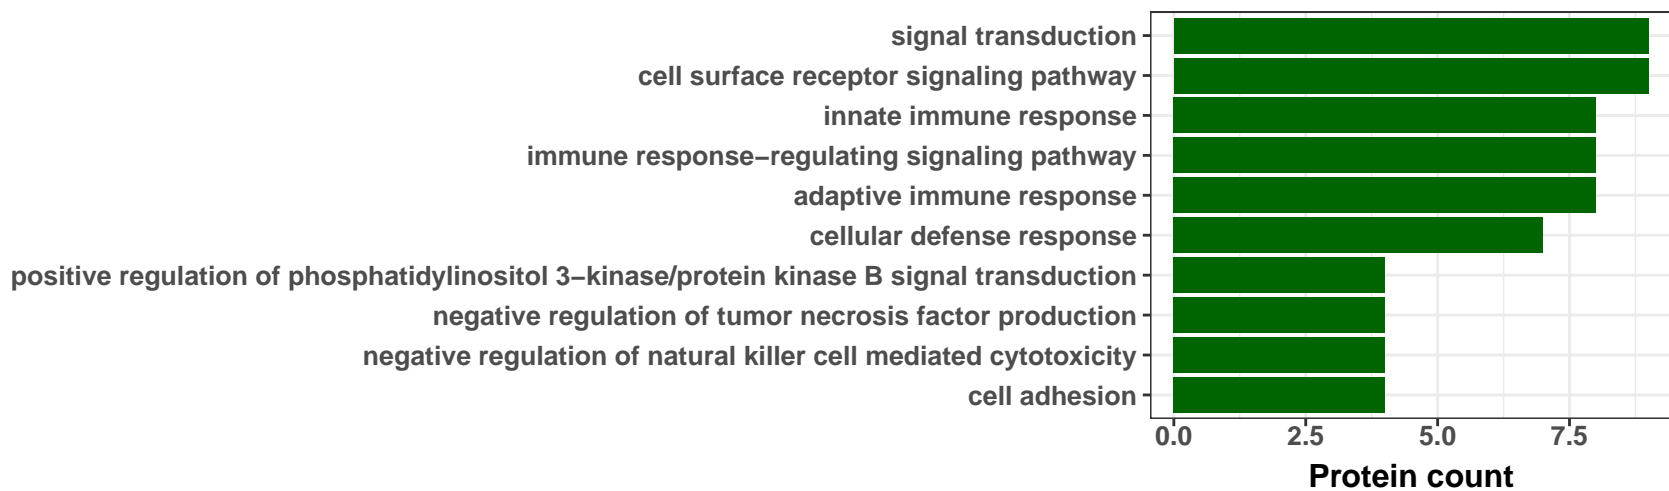 signal transduction
cell surface receptor signaling pathway
innate immune response
immune response−regulating signaling pathway
adaptive immune response
cellular defense response
positive regulation of phosphatidylinositol 3−kinase/protein kinase B signal transduction
negative regulation of tumor necrosis factor production
negative regulation of natural killer cell mediated cytotoxicity
cell adhesion
0.0 2.5 5.0 7.5
Protein count